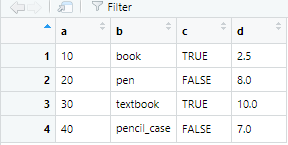 Filter
a b c d
1 10 book TRUE 2.5
2 20 pen FALSE 8.0
3 30 textbook TRUE 10.0
4 40 pencil_case FALSE 7.0